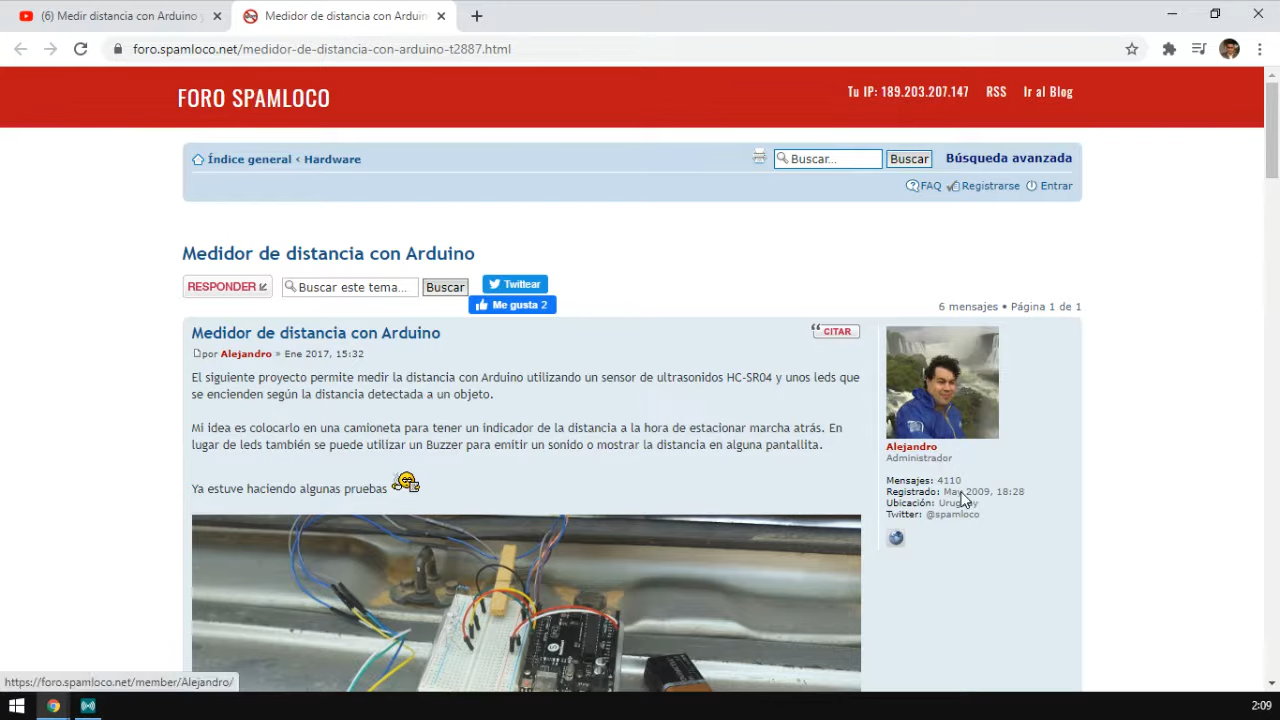 (6) Medir distancia con Arduino y
Medidor de distancia con Arduin
foro.spamloco.net/medidor-de-distancia-con-arduino-t2887.html
FORO SPAMLOCO
Tu IP: 189.203.207.147 RSS Ir al Blog
Índice general ‹ Hardware
Buscar... Buscar Búsqueda avanzada
FAQ Registrarse Entrar
Medidor de distancia con Arduino
RESPONDER Buscar este tema... Buscar Twittear
Me gusta 2
6 mensajes • Página 1 de 1
Medidor de distancia con Arduino
CITAR
por Alejandro » Ene 2017, 15:32
El siguiente proyecto permite medir la distancia con Arduino utilizando un sensor de ultrasonidos HC-SR04 y unos leds que
se encienden según la distancia detectada a un objeto.
Mi idea es colocarlo en una camioneta para tener un indicador de la distancia a la hora de estacionar marcha atrás. En
lugar de leds también se puede utilizar un Buzzer para emitir un sonido o mostrar la distancia en alguna pantallita.
Ya estuve haciendo algunas pruebas
Alejandro
Administrador
Mensajes: 4110
Registrado: May 2009, 18:28
Ubicación: Uruguay
Twitter: @spamloco
https://foro.spamloco.net/member/Alejandro/
2:09